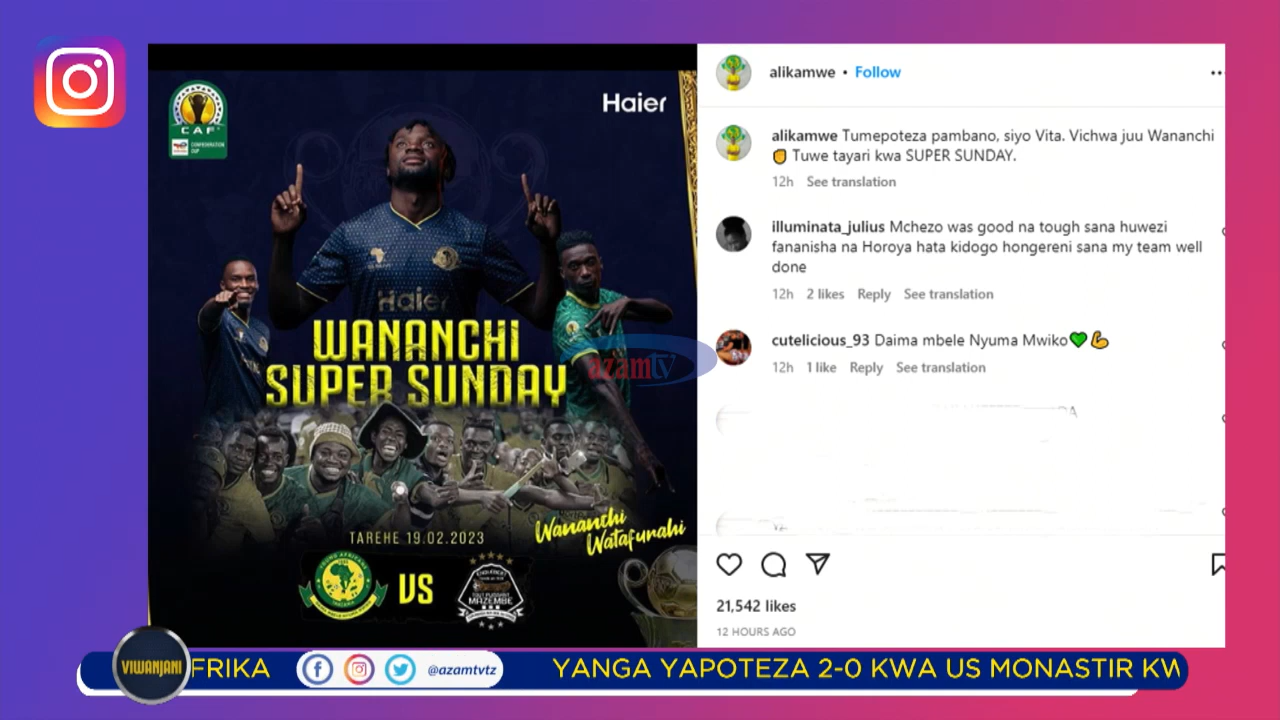 CAF
CONFEDERATION
CUP
Haier
Haier
WANANCHI
SUPER SUNDAY
TAREHE 19.02.2023
Wananchi
Watafurahi
VS
MAZEMBE
azamtv
alikamwe • Follow
alikamwe Tumepoteza pambano, siyo Vita. Vichwa juu Wananchi
✊ Tuwe tayari kwa SUPER SUNDAY.
12h See translation
illuminata_julius Mchezo was good na tough sana huwezi
fananisha na Horoya hata kidogo hongereni sana my team well
done
12h 2 likes Reply See translation
cutelicious_93 Daima mbele Nyuma Mwiko💚💪
12h 1 like Reply See translation
21,542 likes
12 HOURS AGO
VIWANJANI
FRIKA @azamtvtz YANGA YAPOTEZA 2-0 KWA US MONASTIR KW